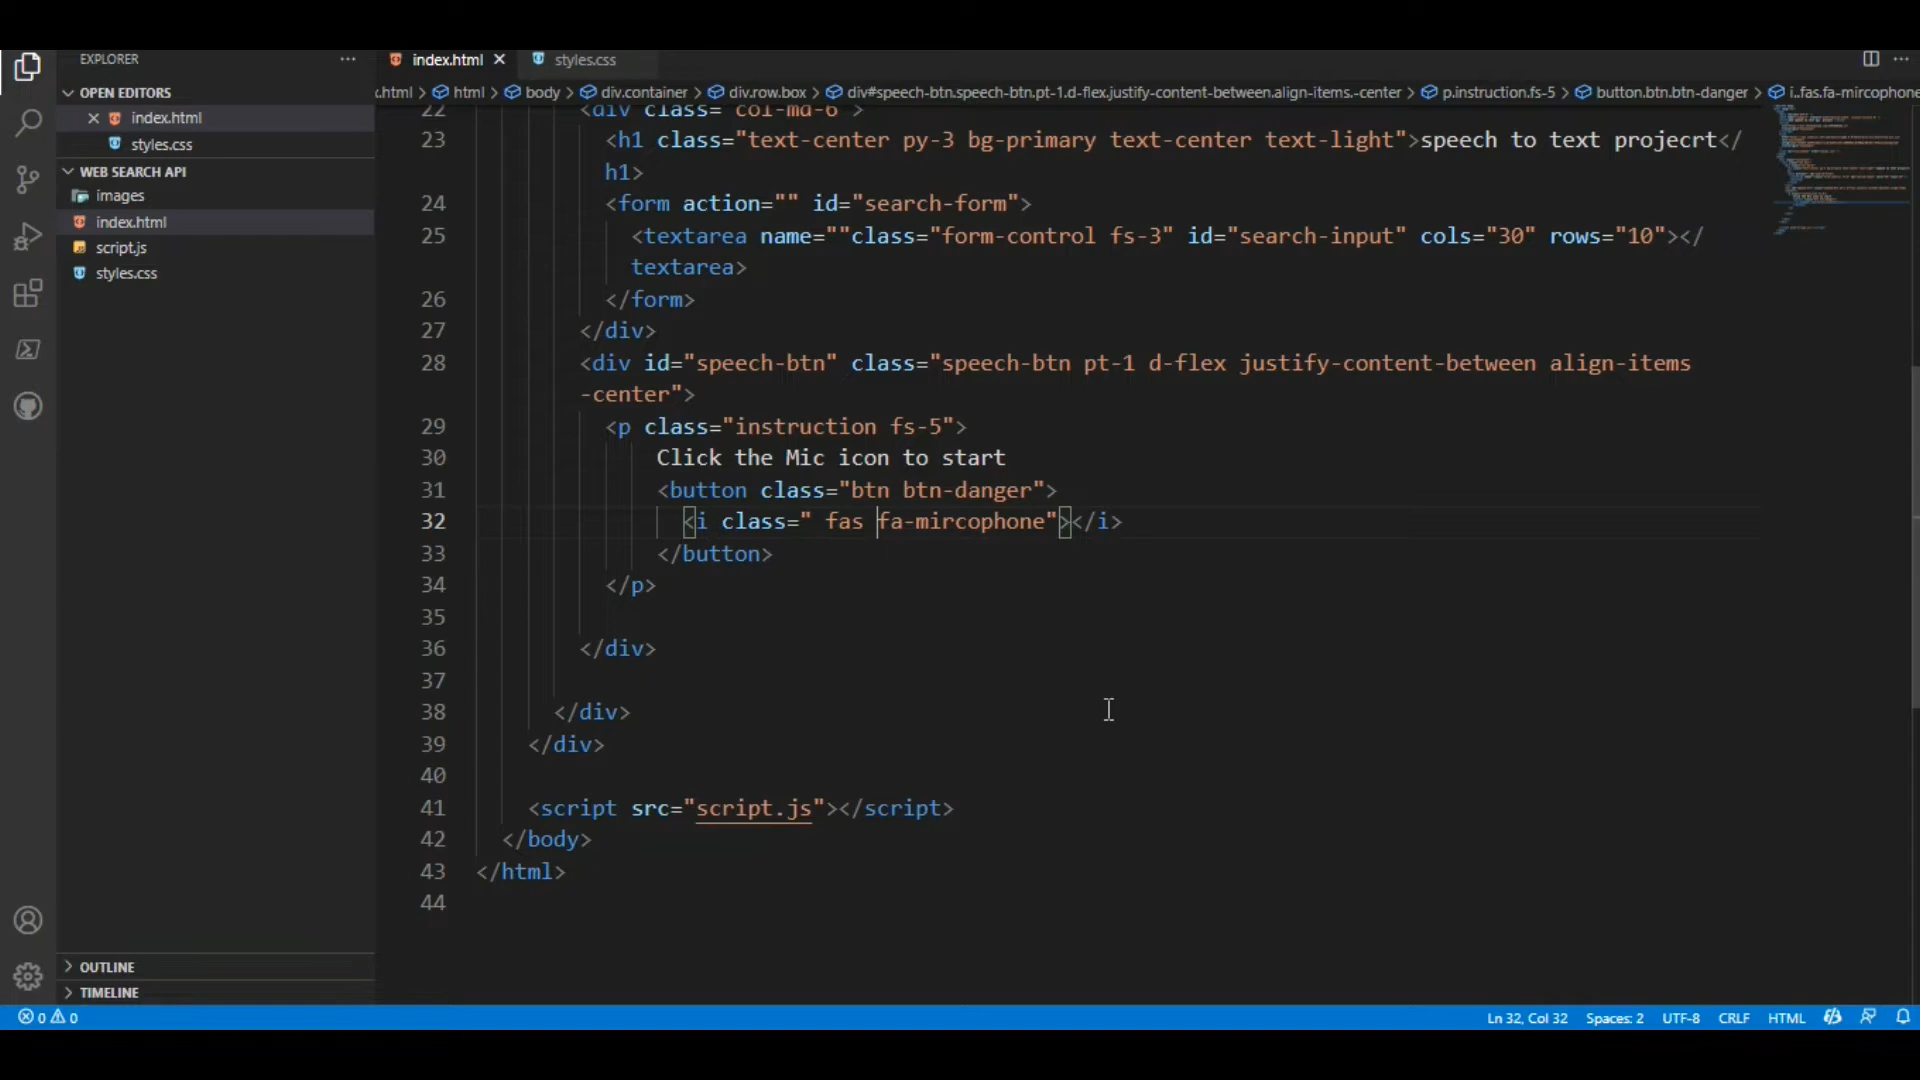 EXPLORER
OPEN EDITORS
index.html
styles.css
WEB SEARCH API
images
index.html
script.js
styles.css
OUTLINE
TIMELINE
index.html
styles.css
.html > html > body > div.container > div.row.box > div#speech-btn.speech-btn.pt-1.d-flex.justify-content-between.align-items.-center > p.instruction.fs-5 > button.btn.btn-danger > i..fas.fa-mircophone
22 <div class="col-md-6">
23 <h1 class="text-center py-3 bg-primary text-center text-light">speech to text projecrt</
h1>
24 <form action="" id="search-form">
25 <textarea name=""class="form-control fs-3" id="search-input" cols="30" rows="10"></
textarea>
26 </form>
27 </div>
28 <div id="speech-btn" class="speech-btn pt-1 d-flex justify-content-between align-items
-center">
29 <p class="instruction fs-5">
30 Click the Mic icon to start
31 <button class="btn btn-danger">
32 <i class=" fas fa-mircophone"></i>
33 </button>
34 </p>
35
36 </div>
37
38 </div>
39 </div>
40
41 <script src="script.js"></script>
42 </body>
43 </html>
44
0 0
Ln 32, Col 32 Spaces: 2 UTF-8 CRLF HTML